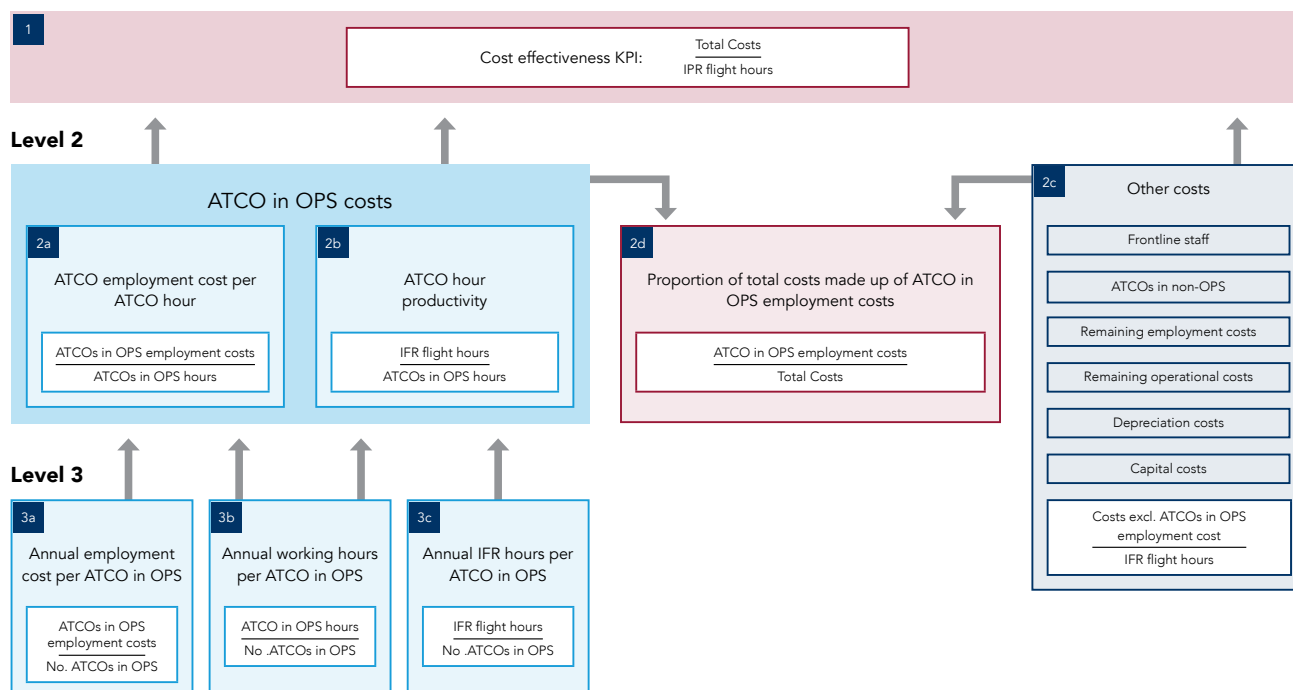 1
Cost effectiveness KPI:
Total Costs
IPR flight hours
Level 2
ATCO in OPS costs
2a
ATCO employment cost per
ATCO hour
ATCOs in OPS employment costs
ATCOs in OPS hours
2b
ATCO hour
productivity
IFR flight hours
ATCOs in OPS hours
2d
Proportion of total costs made up of ATCO in
OPS employment costs
ATCO in OPS employment costs
Total Costs
2c
Other costs
Frontline staff
ATCOs in non-OPS
Remaining employment costs
Remaining operational costs
Depreciation costs
Capital costs
Costs excl. ATCOs in OPS
employment cost
IFR flight hours
Level 3
3a
Annual employment
cost per ATCO in OPS
ATCOs in OPS
employment costs
No. ATCOs in OPS
3b
Annual working hours
per ATCO in OPS
ATCO in OPS hours
No .ATCOs in OPS
3c
Annual IFR hours per
ATCO in OPS
IFR flight hours
No .ATCOs in OPS